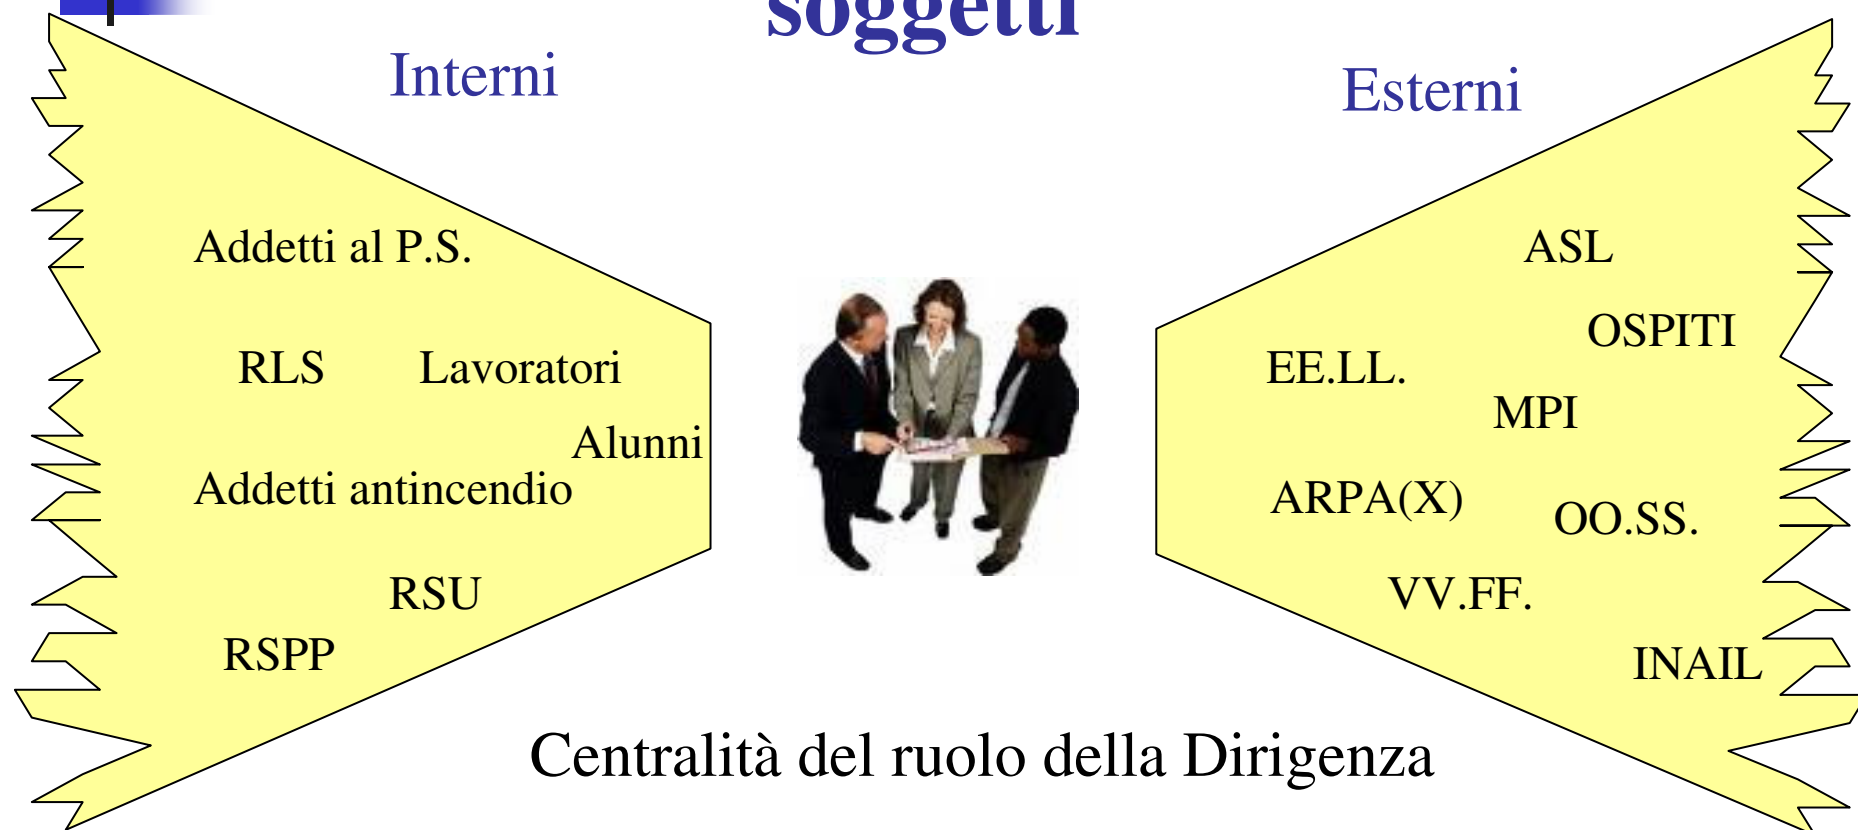 soggetti
Interni
Esterni
Addetti al P.S.
RLS
Lavoratori
Alunni
Addetti antincendio
RSU
RSPP
ASL
OSPITI
EE.LL.
MPI
ARPA(X)
OO.SS.
VV.FF.
INAIL
Centralità del ruolo della Dirigenza